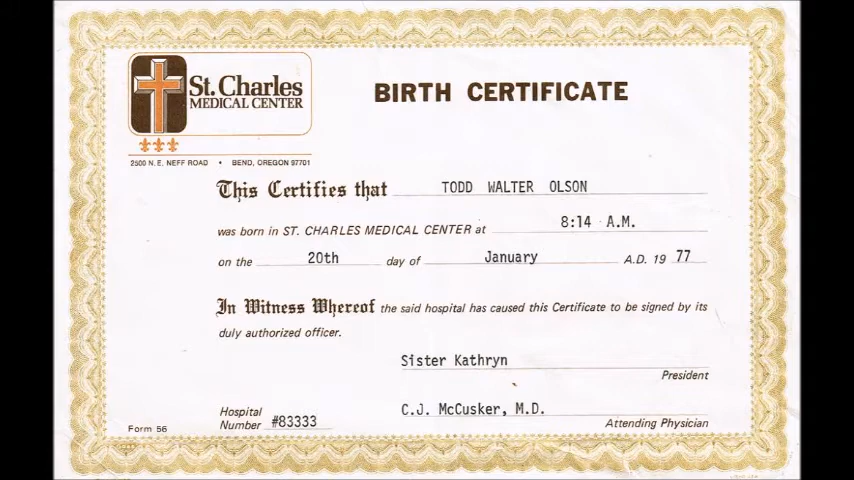 St. Charles
MEDICAL CENTER
BIRTH CERTIFICATE
2500 N. E. NEFF ROAD • BEND, OREGON 97701
This Certifies that TODD WALTER OLSON
was born in ST. CHARLES MEDICAL CENTER at 8:14 A.M.
on the 20th day of January A.D. 19 77
In Witness Whereof the said hospital has caused this Certificate to be signed by its
duly authorized officer.
Sister Kathryn
President
Hospital
Number #83333
C.J. McCusker, M.D.
Attending Physician
Form 56